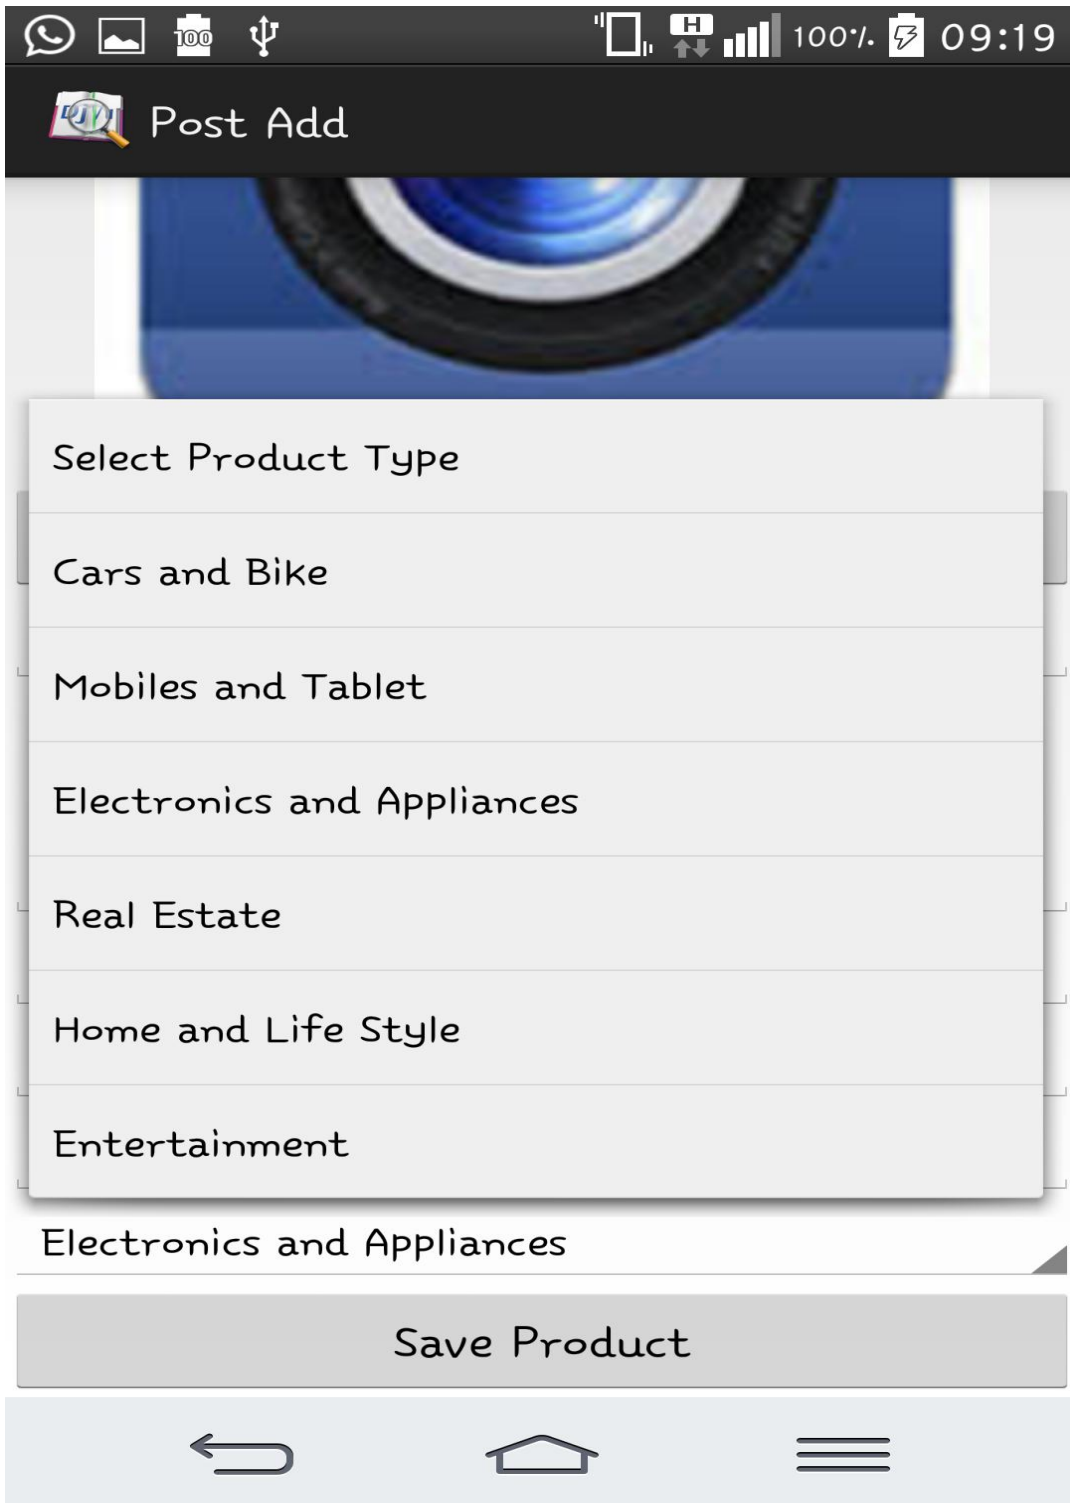 100 H 100% 09:19
Post Add
Select Product Type
Cars and Bike
Mobiles and Tablet
Electronics and Appliances
Real Estate
Home and Life Style
Entertainment
Electronics and Appliances
Save Product